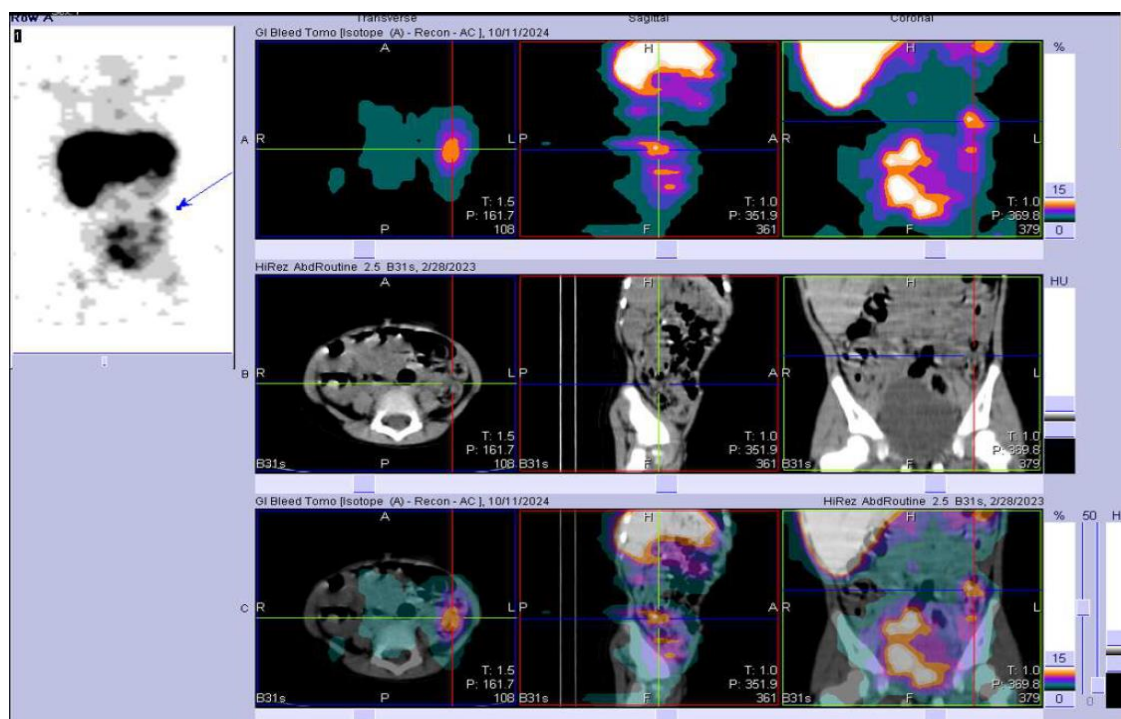 Row A
Transverse Sagittal Coronal
1
GI Bleed Tomo [Isotope (A) - Recon - AC ], 10/11/2024
A H H
%
A R L P A R L
T: 1.5 T: 1.0 T: 1.0
15
P: 161.7 P: 351.9 P: 369.8
P 108 F 361 F 379
0
HiRez AbdRoutine 2.5 B31s, 2/28/2023
A H H
HU
B R L P A R L
T: 1.5 T: 1.0 T: 1.0
P: 161.7 P: 351.9 P: 369.8
B31s P 108 B31s F 361 B31s F 379
GI Bleed Tomo [Isotope (A) - Recon - AC ], 10/11/2024 HiRez AbdRoutine 2.5 B31s, 2/28/2023
A H H
% 50 H
C R L P A R L
T: 1.5 T: 1.0 T: 1.0
15
P: 161.7 P: 351.9 P: 369.8
B31s P 108 B31s F 361 B31s F 379
0